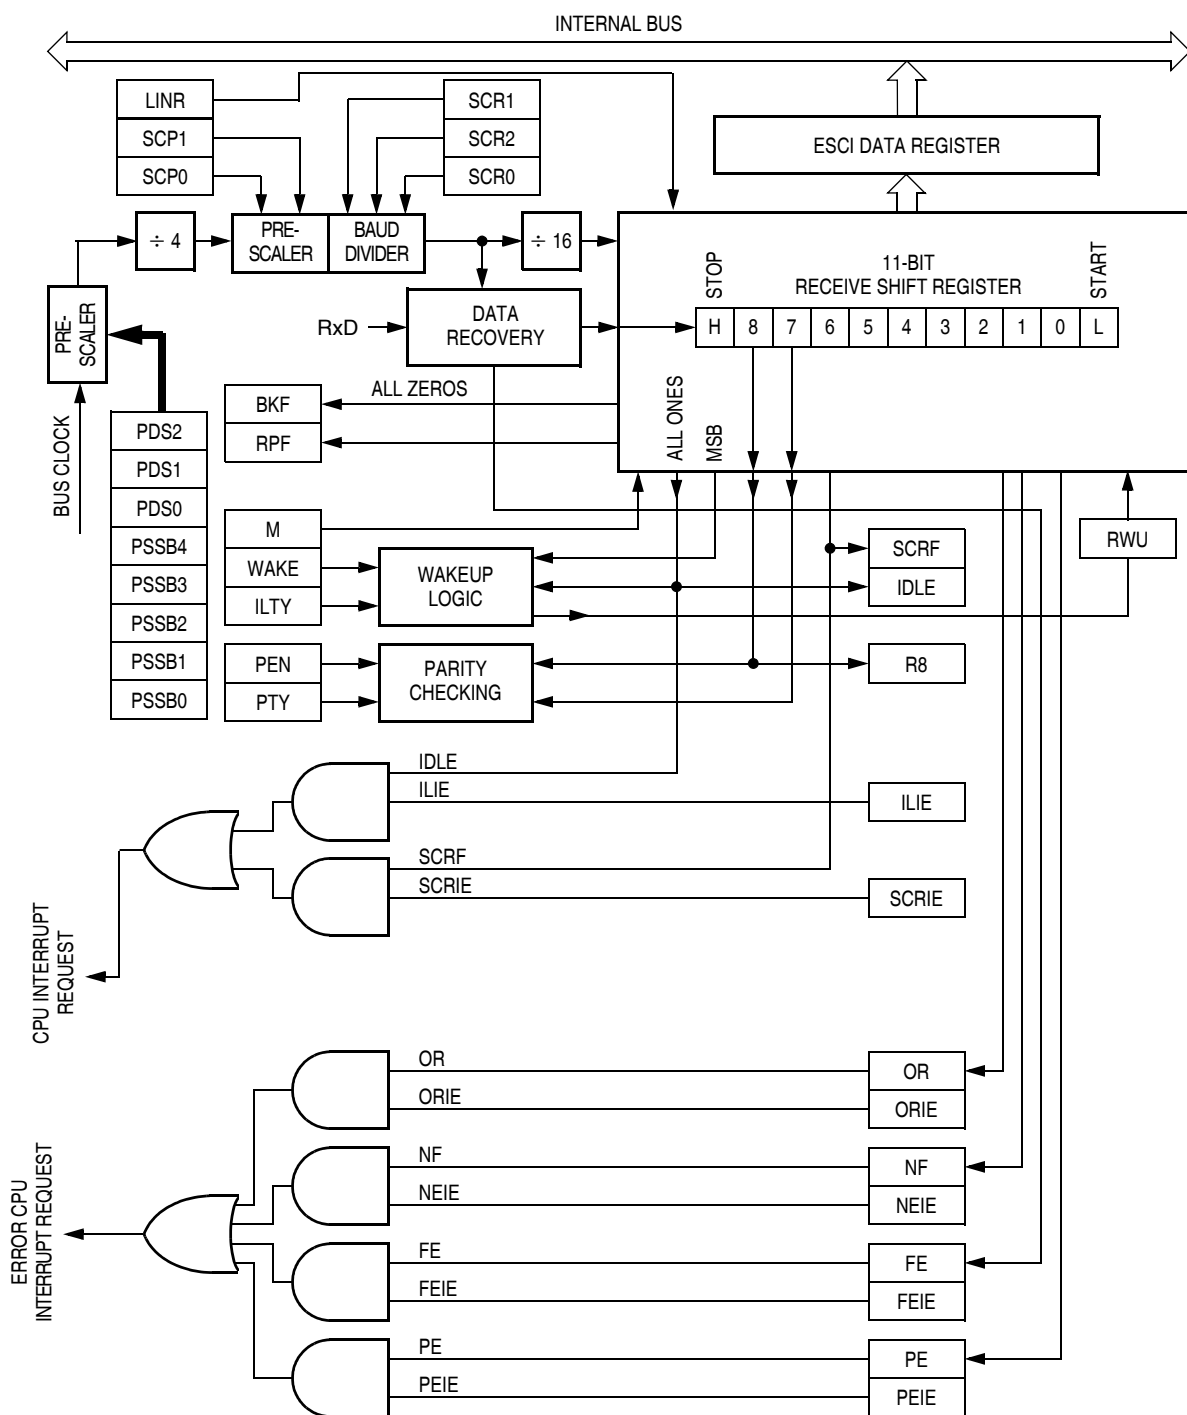 INTERNAL BUS
LINR
SCP1
SCP0
SCR1
SCR2
SCR0
ESCI DATA REGISTER
÷ 4
PRE-
SCALER
BAUD
DIVIDER
÷ 16
PRE-
SCALER
BUS CLOCK
RxD
DATA
RECOVERY
STOP
11-BIT
RECEIVE SHIFT REGISTER
START
H
8
7
6
5
4
3
2
1
0
L
ALL ZEROS
BKF
RPF
ALL ONES
MSB
PDS2
PDS1
PDS0
PSSB4
PSSB3
PSSB2
PSSB1
PSSB0
M
WAKE
ILTY
WAKEUP
LOGIC
SCRF
IDLE
RWU
PEN
PTY
PARITY
CHECKING
R8
IDLE
ILIE
ILIE
SCRF
SCRIE
SCRIE
CPU INTERRUPT
REQUEST
OR
ORIE
OR
ORIE
NF
NEIE
NF
NEIE
FE
FEIE
FE
FEIE
PE
PEIE
PE
PEIE
ERROR CPU
INTERRUPT REQUEST